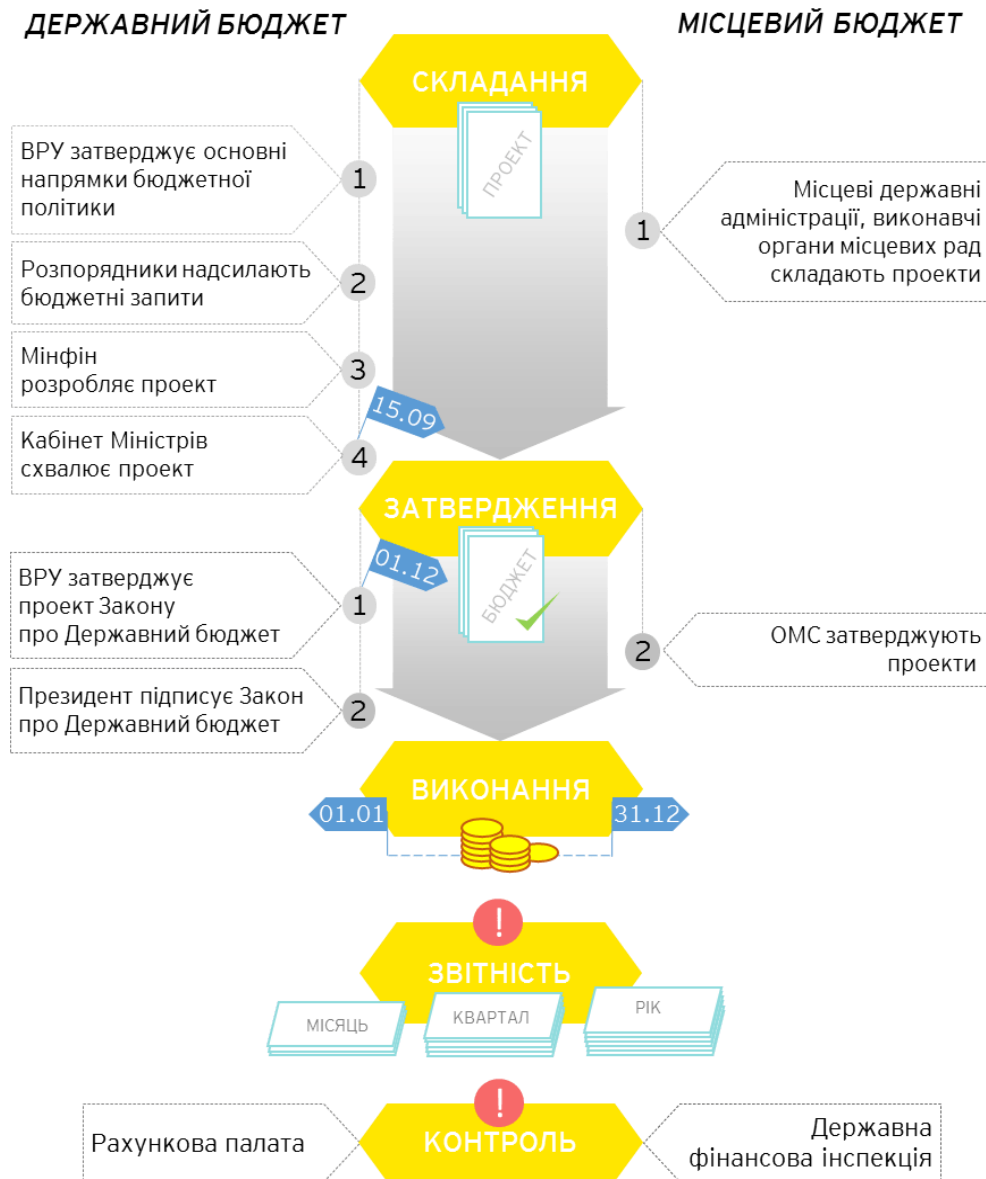 ДЕРЖАВНИЙ БЮДЖЕТ
МІСЦЕВИЙ БЮДЖЕТ
СКЛАДАННЯ
ПРОЕКТ
ВРУ затверджує основні
напрямки бюджетної
політики
1
Розпорядники надсилають
бюджетні запити
2
Мінфін
розробляє проект
3
15.09
Кабінет Міністрів
схвалює проект
4
1
Місцеві державні
адміністрації, виконавчі
органи місцевих рад
складають проекти
ЗАТВЕРДЖЕННЯ
01.12
БЮДЖЕТ
ВРУ затверджує
проект Закону
про Державний бюджет
1
Президент підписує Закон
про Державний бюджет
2
2
ОМС затверджують
проекти
ВИКОНАННЯ
01.01
31.12
!
ЗВІТНІСТЬ
МІСЯЦЬ
КВАРТАЛ
РІК
!
КОНТРОЛЬ
Рахункова палата
Державна
фінансова інспекція